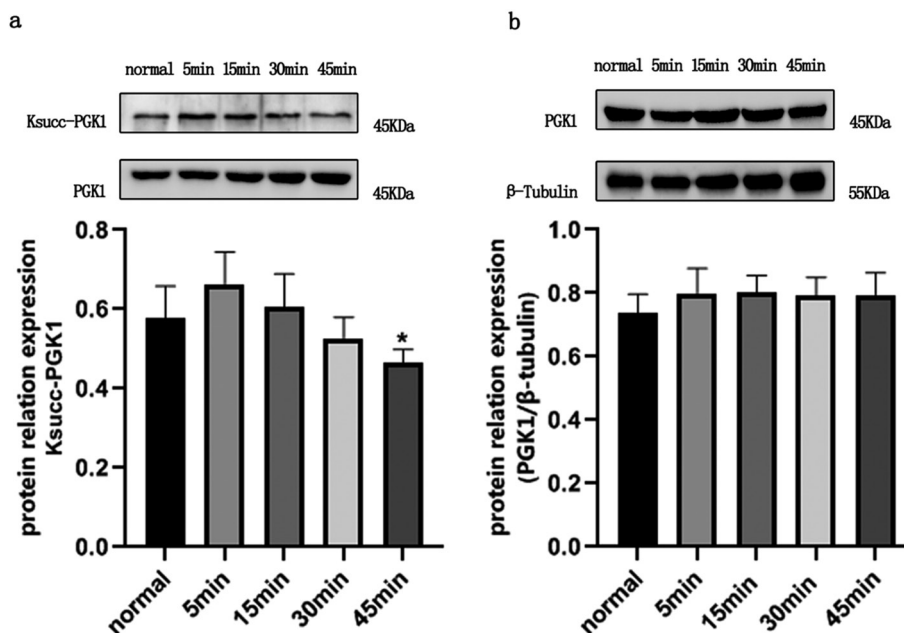 a
normal 5min 15min 30min 45min
Ksucc-PGK1
45KDa
PGK1
45KDa
protein relation expression
Ksucc-PGK1
0.8
0.6
0.4
0.2
0.0
*
normal
5min
15min
30min
45min
b
normal 5min 15min 30min 45min
PGK1
45KDa
β-Tubulin
55KDa
protein relation expression
(PGK1/β-tubulin)
1.0
0.8
0.6
0.4
0.2
0.0
normal
5min
15min
30min
45min